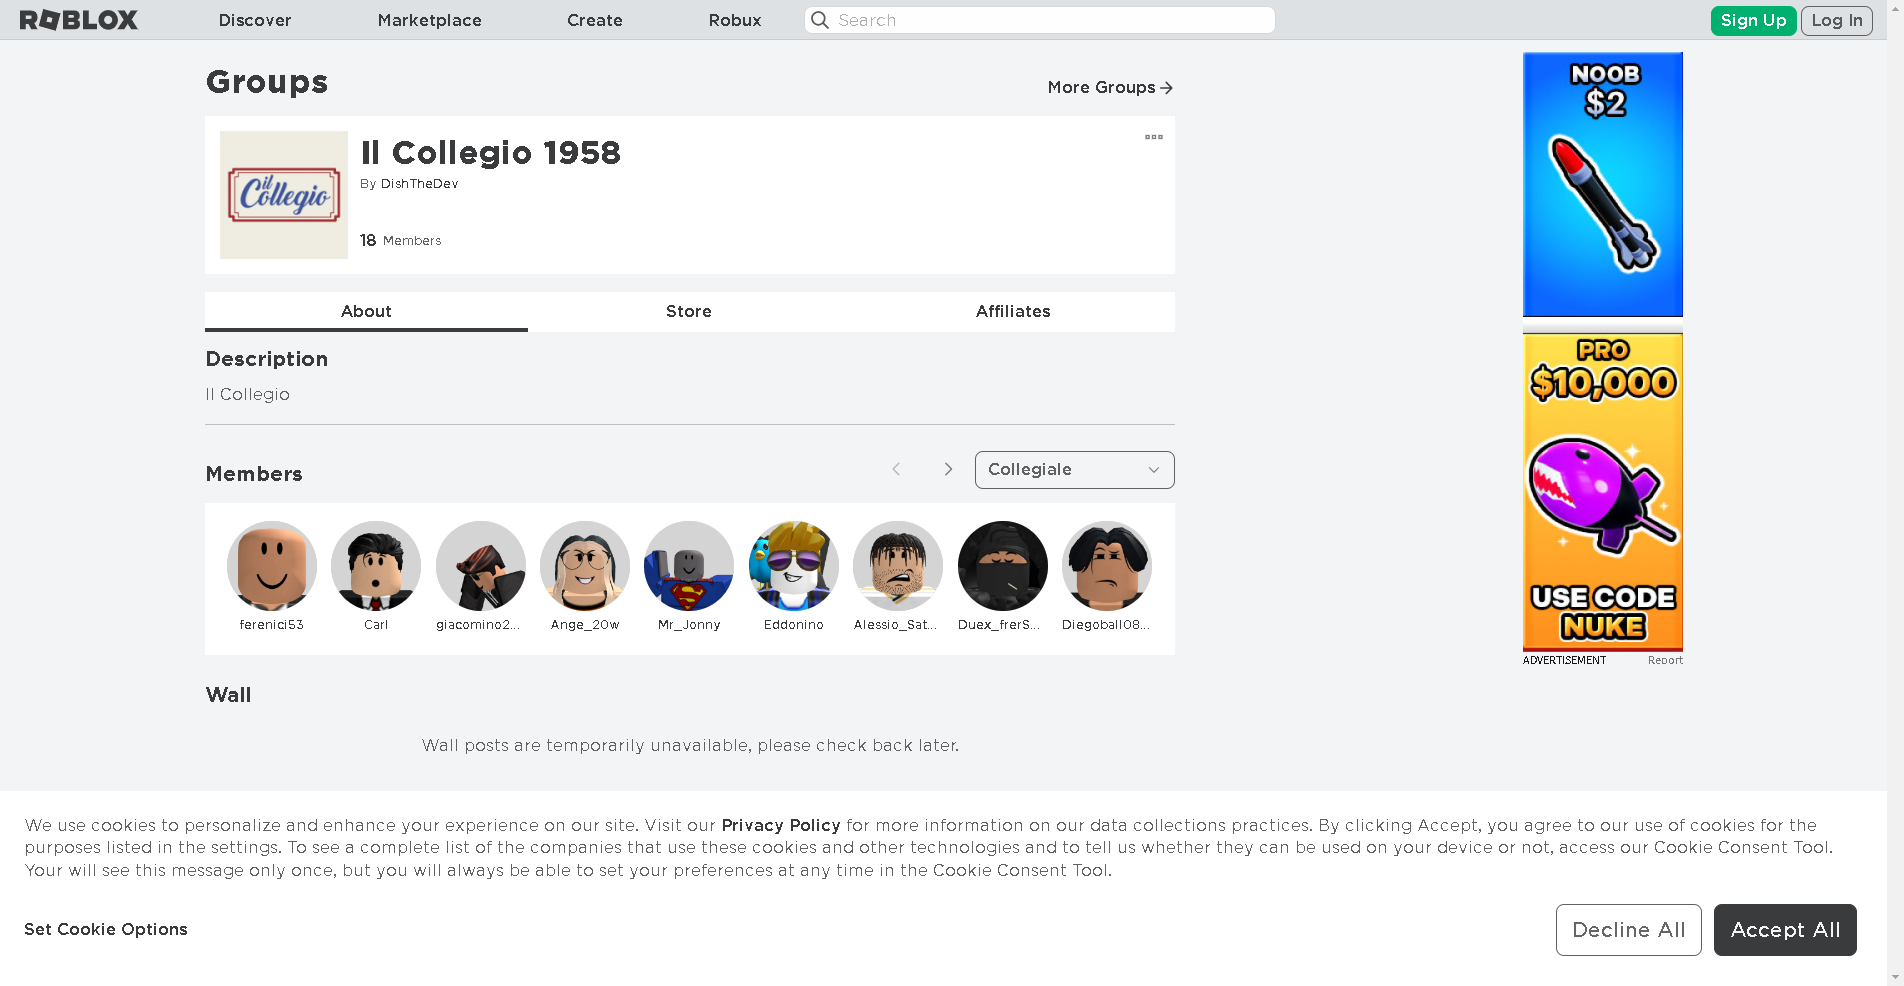 ROBLOX
Discover
Marketplace
Create
Robux
Search
Sign Up
Log In
Groups
More Groups
il
Collegio
Il Collegio 1958
By DishTheDev
18 Members
About
Store
Affiliates
Description
Il Collegio
Members
Collegiale
ferenici53
Carl
giacomino2...
Ange_20w
Mr_Jonny
Eddonino
Alessio_Sat...
Duex_frerS...
Diegoball08...
Wall
Wall posts are temporarily unavailable, please check back later.
NOOB
$2
PRO
$10,000
USE CODE
NUKE
ADVERTISEMENT
Report
We use cookies to personalize and enhance your experience on our site. Visit our Privacy Policy for more information on our data collections practices. By clicking Accept, you agree to our use of cookies for the
purposes listed in the settings. To see a complete list of the companies that use these cookies and other technologies and to tell us whether they can be used on your device or not, access our Cookie Consent Tool.
Your will see this message only once, but you will always be able to set your preferences at any time in the Cookie Consent Tool.
Set Cookie Options
Decline All
Accept All